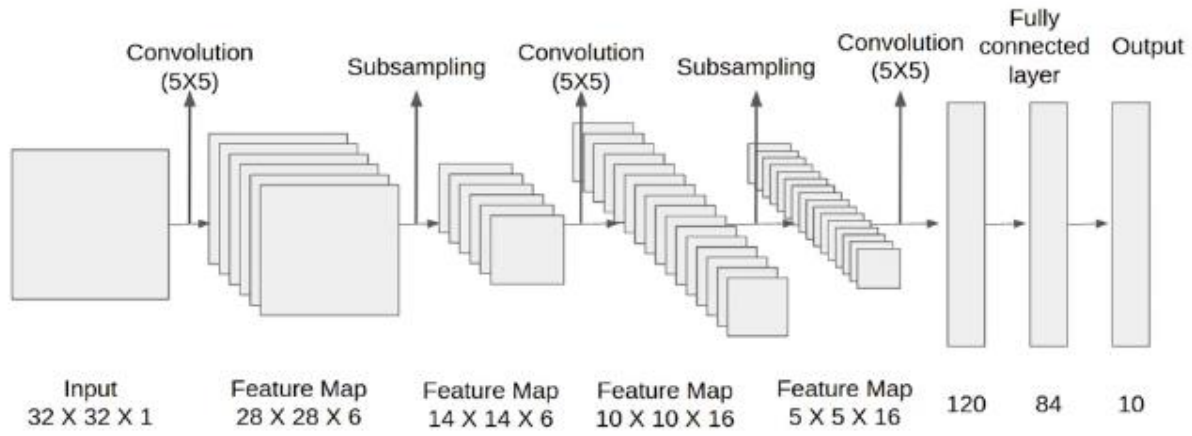 Convolution
(5X5)
Subsampling
Convolution
(5X5)
Subsampling
Convolution
(5X5)
Fully
connected
layer
Output
Input
32 X 32 X 1
Feature Map
28 X 28 X 6
Feature Map
14 X 14 X 6
Feature Map
10 X 10 X 16
Feature Map
5 X 5 X 16
120
84
10